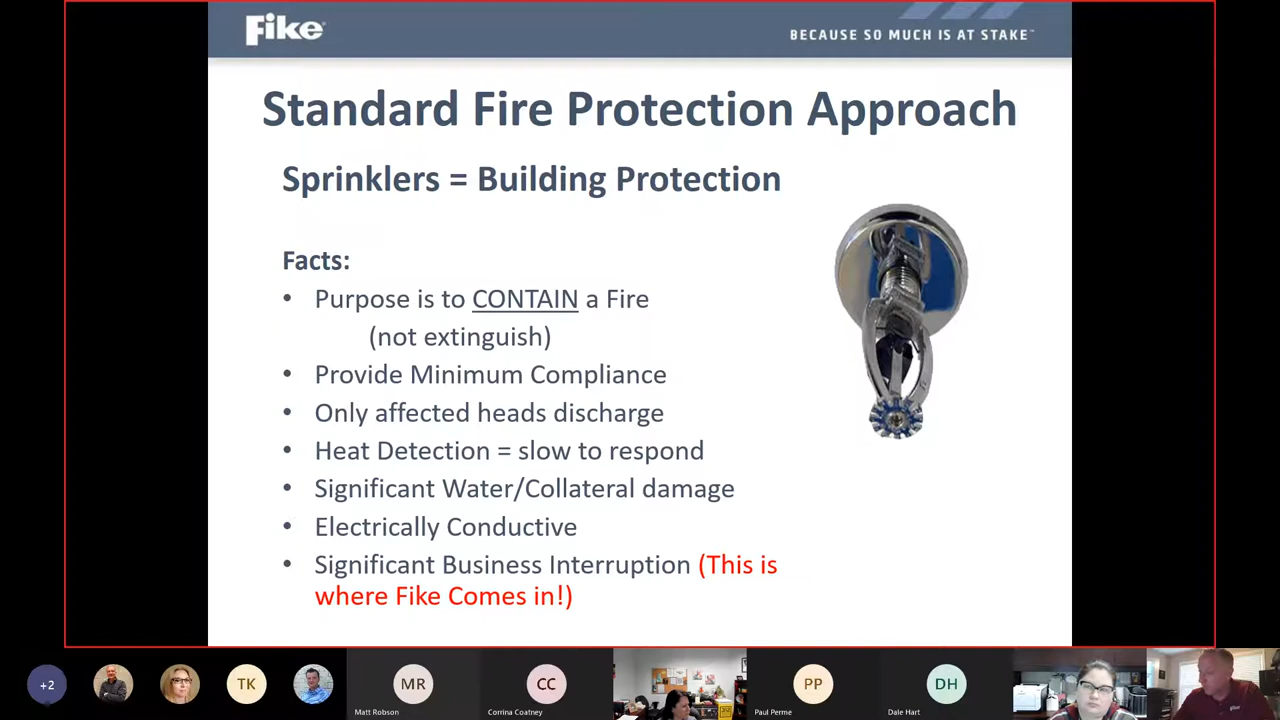 Fike
BECAUSE SO MUCH IS AT STAKE™
Standard Fire Protection Approach
Sprinklers = Building Protection
Facts:
• Purpose is to CONTAIN a Fire
(not extinguish)
• Provide Minimum Compliance
• Only affected heads discharge
• Heat Detection = slow to respond
• Significant Water/Collateral damage
• Electrically Conductive
• Significant Business Interruption (This is
where Fike Comes in!)
+2
TK
MR
CC
PP
DH
Matt Robson
Corrina Coatney
Paul Perme
Dale Hart